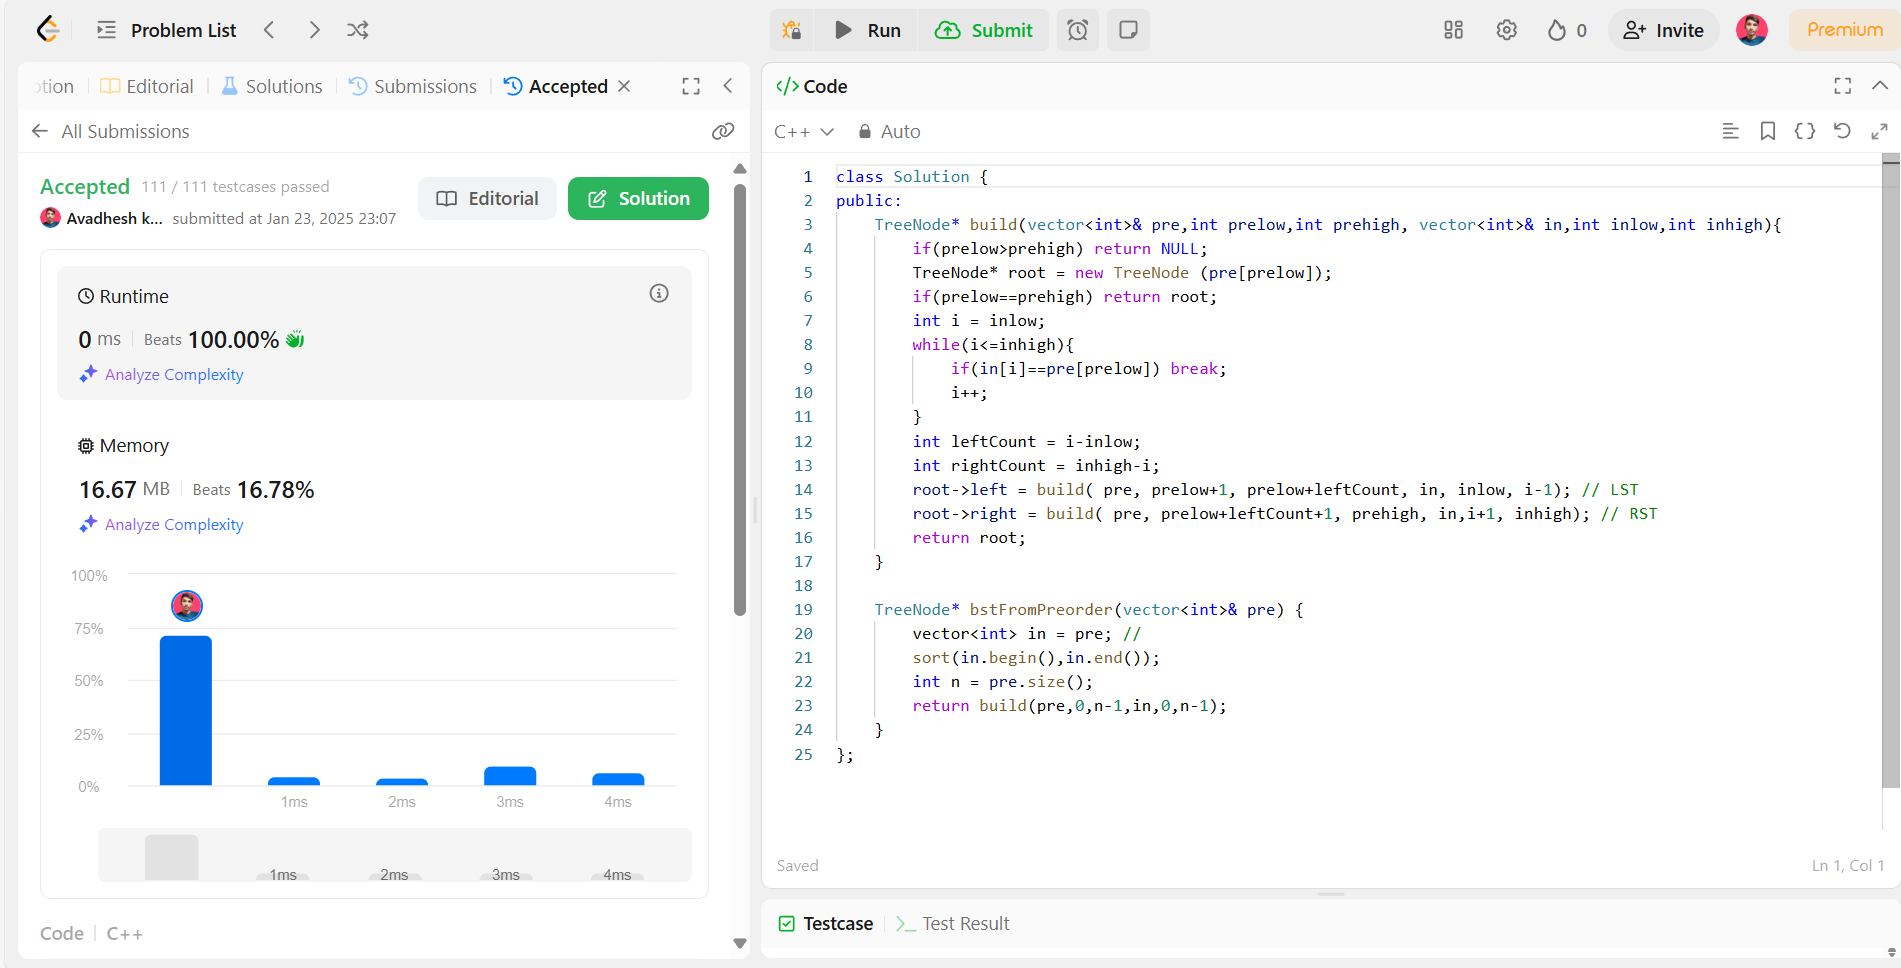 Problem List
Run
Submit
0
Invite
Premium
Editorial
Solutions
Submissions
Accepted
All Submissions
Accepted 111 / 111 testcases passed
Avadhesh k... submitted at Jan 23, 2025 23:07
Editorial
Solution
Runtime
0 ms Beats 100.00%
Analyze Complexity
Memory
16.67 MB Beats 16.78%
Analyze Complexity
100%
75%
50%
25%
0%
1ms 2ms 3ms 4ms
1ms 2ms 3ms 4ms
Code C++
</> Code
C++ Auto
1 class Solution {
2 public:
3 TreeNode* build(vector<int>& pre,int prelow,int prehigh, vector<int>& in,int inlow,int inhigh){
4 if(prelow>prehigh) return NULL;
5 TreeNode* root = new TreeNode (pre[prelow]);
6 if(prelow==prehigh) return root;
7 int i = inlow;
8 while(i<=inhigh){
9 if(in[i]==pre[prelow]) break;
10 i++;
11 }
12 int leftCount = i-inlow;
13 int rightCount = inhigh-i;
14 root->left = build( pre, prelow+1, prelow+leftCount, in, inlow, i-1); // LST
15 root->right = build( pre, prelow+leftCount+1, prehigh, in,i+1, inhigh); // RST
16 return root;
17 }
18
19 TreeNode* bstFromPreorder(vector<int>& pre) {
20 vector<int> in = pre; //
21 sort(in.begin(),in.end());
22 int n = pre.size();
23 return build(pre,0,n-1,in,0,n-1);
24 }
25 };
Saved
Ln 1, Col 1
Testcase
>_ Test Result